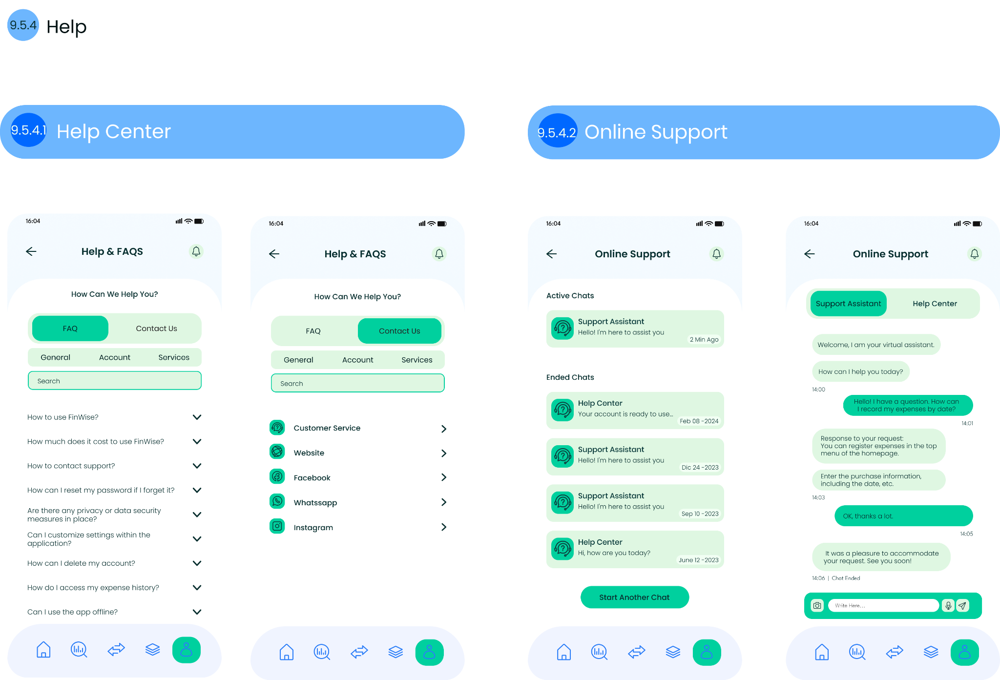 9.5.4 Help
9.5.4.1 Help Center
9.5.4.2 Online Support
16:04
Help & FAQS
How Can We Help You?
FAQ Contact Us
General Account Services
Search
How to use FinWise?
How much does it cost to use FinWise?
How to contact support?
How can I reset my password if I forget it?
Are there any privacy or data security
measures in place?
Can I customize settings within the
application?
How can I delete my account?
How do I access my expense history?
Can I use the app offline?
16:04
Help & FAQS
How Can We Help You?
FAQ Contact Us
General Account Services
Search
Customer Service
Website
Facebook
Whatssapp
Instagram
16:04
Online Support
Active Chats
Support Assistant
Hello! I'm here to assist you
2 Min Ago
Ended Chats
Help Center
Your account is ready to use...
Feb 08 -2024
Support Assistant
Hello! I'm here to assist you
Dic 24 -2023
Support Assistant
Hello! I'm here to assist you
Sep 10 -2023
Help Center
Hi, how are you today?
June 12 -2023
Start Another Chat
16:04
Online Support
Support Assistant Help Center
Welcome, I am your virtual assistant.
How can I help you today?
14:00
Hello! I have a question. How can
I record my expenses by date?
14:01
Response to your request:
You can register expenses in the top
menu of the homepage.
Enter the purchase information,
including the date, etc.
14:03
OK, thanks a lot.
14:05
It was a pleasure to accommodate
your request. See you soon!
14:06 | Chat Ended
Write Here...